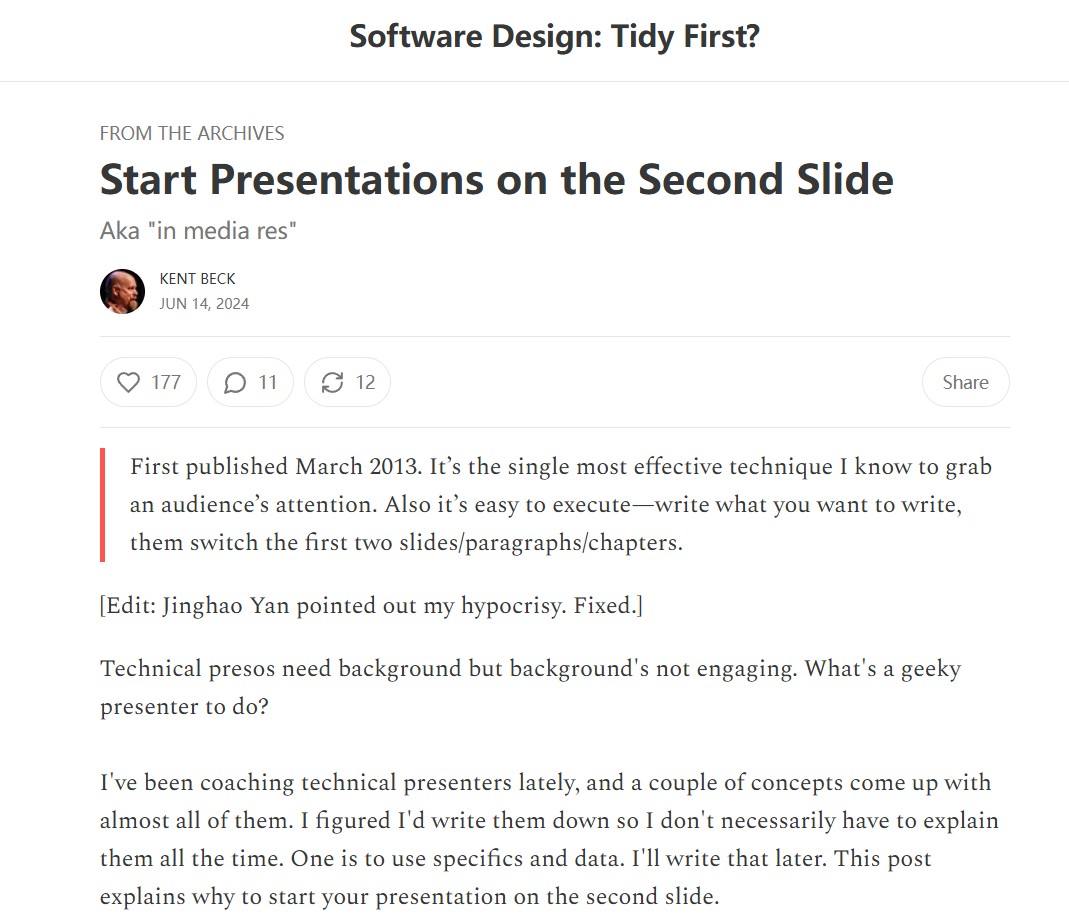 Software Design: Tidy First?
FROM THE ARCHIVES
Start Presentations on the Second Slide
Aka "in media res"
KENT BECK
JUN 14, 2024
177
11
12
Share
First published March 2013. It’s the single most effective technique I know to grab
an audience’s attention. Also it’s easy to execute—write what you want to write,
them switch the first two slides/paragraphs/chapters.
[Edit: Jinghao Yan pointed out my hypocrisy. Fixed.]
Technical presos need background but background's not engaging. What's a geeky
presenter to do?
I've been coaching technical presenters lately, and a couple of concepts come up with
almost all of them. I figured I'd write them down so I don't necessarily have to explain
them all the time. One is to use specifics and data. I'll write that later. This post
explains why to start your presentation on the second slide.